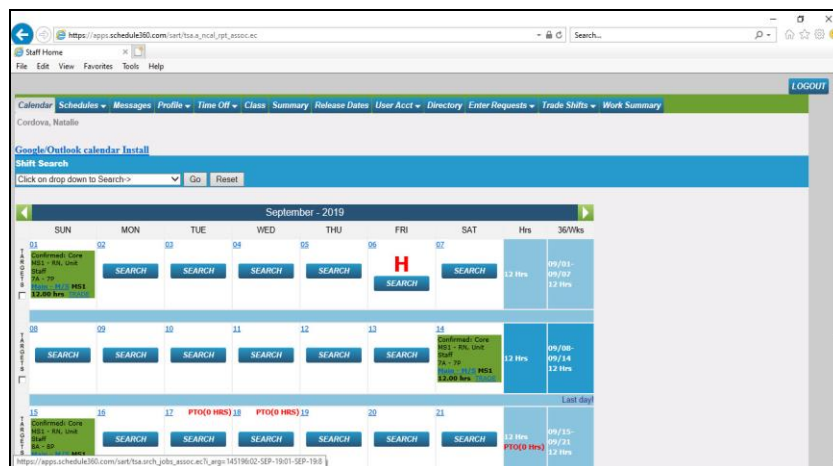 https://apps.schedule360.com/sart/tsa.a_ncal_rpt_assoc.ec
Search...
Staff Home
File Edit View Favorites Tools Help
LOGOUT
Calendar Schedules Messages Profile Time Off Class Summary Release Dates User Acct Directory Enter Requests Trade Shifts Work Summary
Cordova, Natalie
Google/Outlook calendar Install
Shift Search
Click on drop down to Search-> Go Reset
September - 2019
SUN MON TUE WED THU FRI SAT Hrs 36/Wks
TARGETS
01 02 03 04 05 06 07
Confirmed: Core
MS1 - RN, Unit
Staff
7A - 7P
Main - M/S MS1
12.00 hrs TRADE
SEARCH SEARCH SEARCH SEARCH H SEARCH SEARCH
12 Hrs
09/01-
09/07
12 Hrs
TARGETS
08 09 10 11 12 13 14
SEARCH SEARCH SEARCH SEARCH SEARCH SEARCH
Confirmed: Core
MS1 - RN, Unit
Staff
7A - 7P
Main - M/S MS1
12.00 hrs TRADE
12 Hrs
09/08-
09/14
12 Hrs
Last day!
TARGETS
15 16 17 PTO(0 HRS) 18 PTO(0 HRS) 19 20 21
Confirmed: Core
MS1 - RN, Unit
Staff
8A - 8P
SEARCH SEARCH SEARCH SEARCH SEARCH SEARCH
12 Hrs
PTO(0 Hrs)
09/15-
09/21
12 Hrs